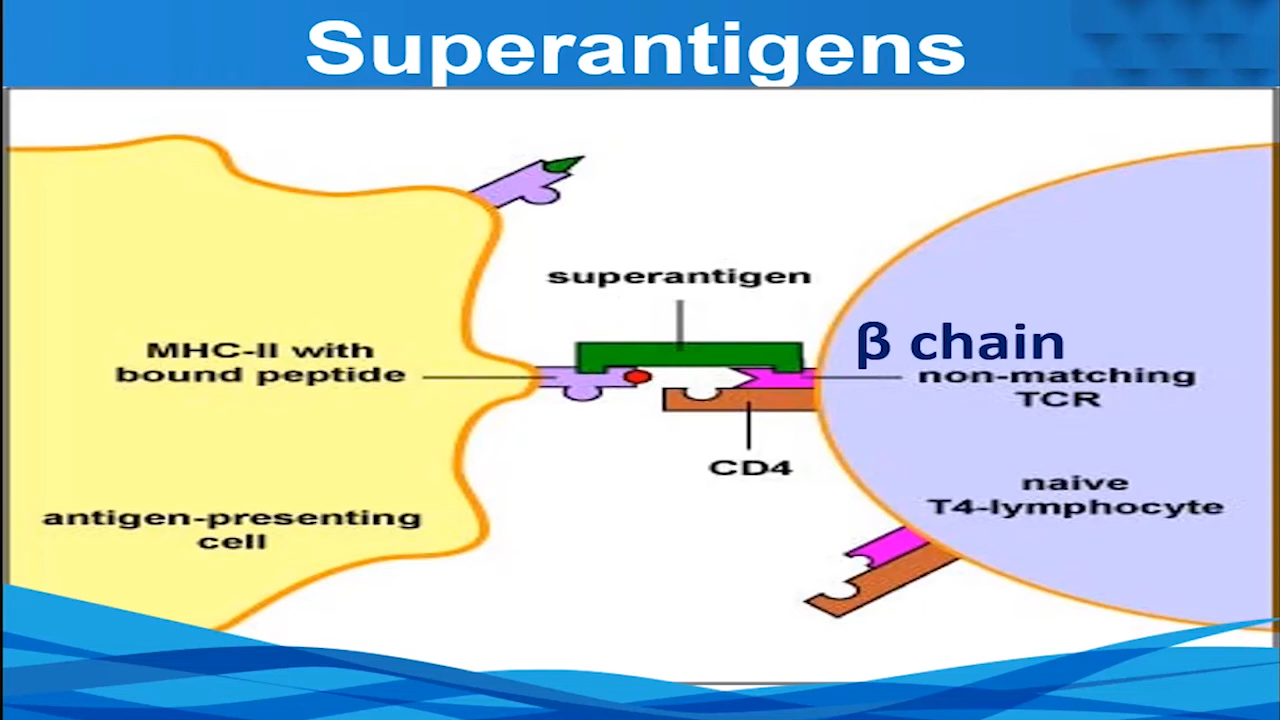 Superantigens
superantigen
β chain
MHC-II with
bound peptide
non-matching
TCR
CD4
naive
T4-lymphocyte
antigen-presenting
cell